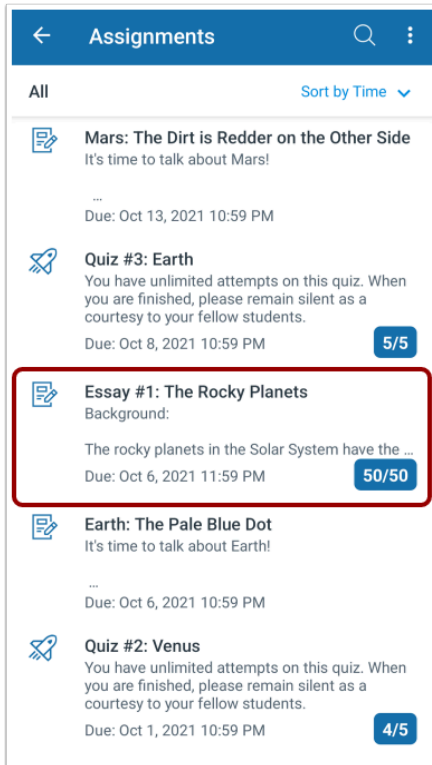 Assignments
All
Sort by Time
Mars: The Dirt is Redder on the Other Side
It's time to talk about Mars!
...
Due: Oct 13, 2021 10:59 PM
Quiz #3: Earth
You have unlimited attempts on this quiz. When
you are finished, please remain silent as a
courtesy to your fellow students.
Due: Oct 8, 2021 10:59 PM
5/5
Essay #1: The Rocky Planets
Background:
The rocky planets in the Solar System have the ...
Due: Oct 6, 2021 11:59 PM
50/50
Earth: The Pale Blue Dot
It's time to talk about Earth!
...
Due: Oct 6, 2021 10:59 PM
Quiz #2: Venus
You have unlimited attempts on this quiz. When
you are finished, please remain silent as a
courtesy to your fellow students.
Due: Oct 1, 2021 10:59 PM
4/5